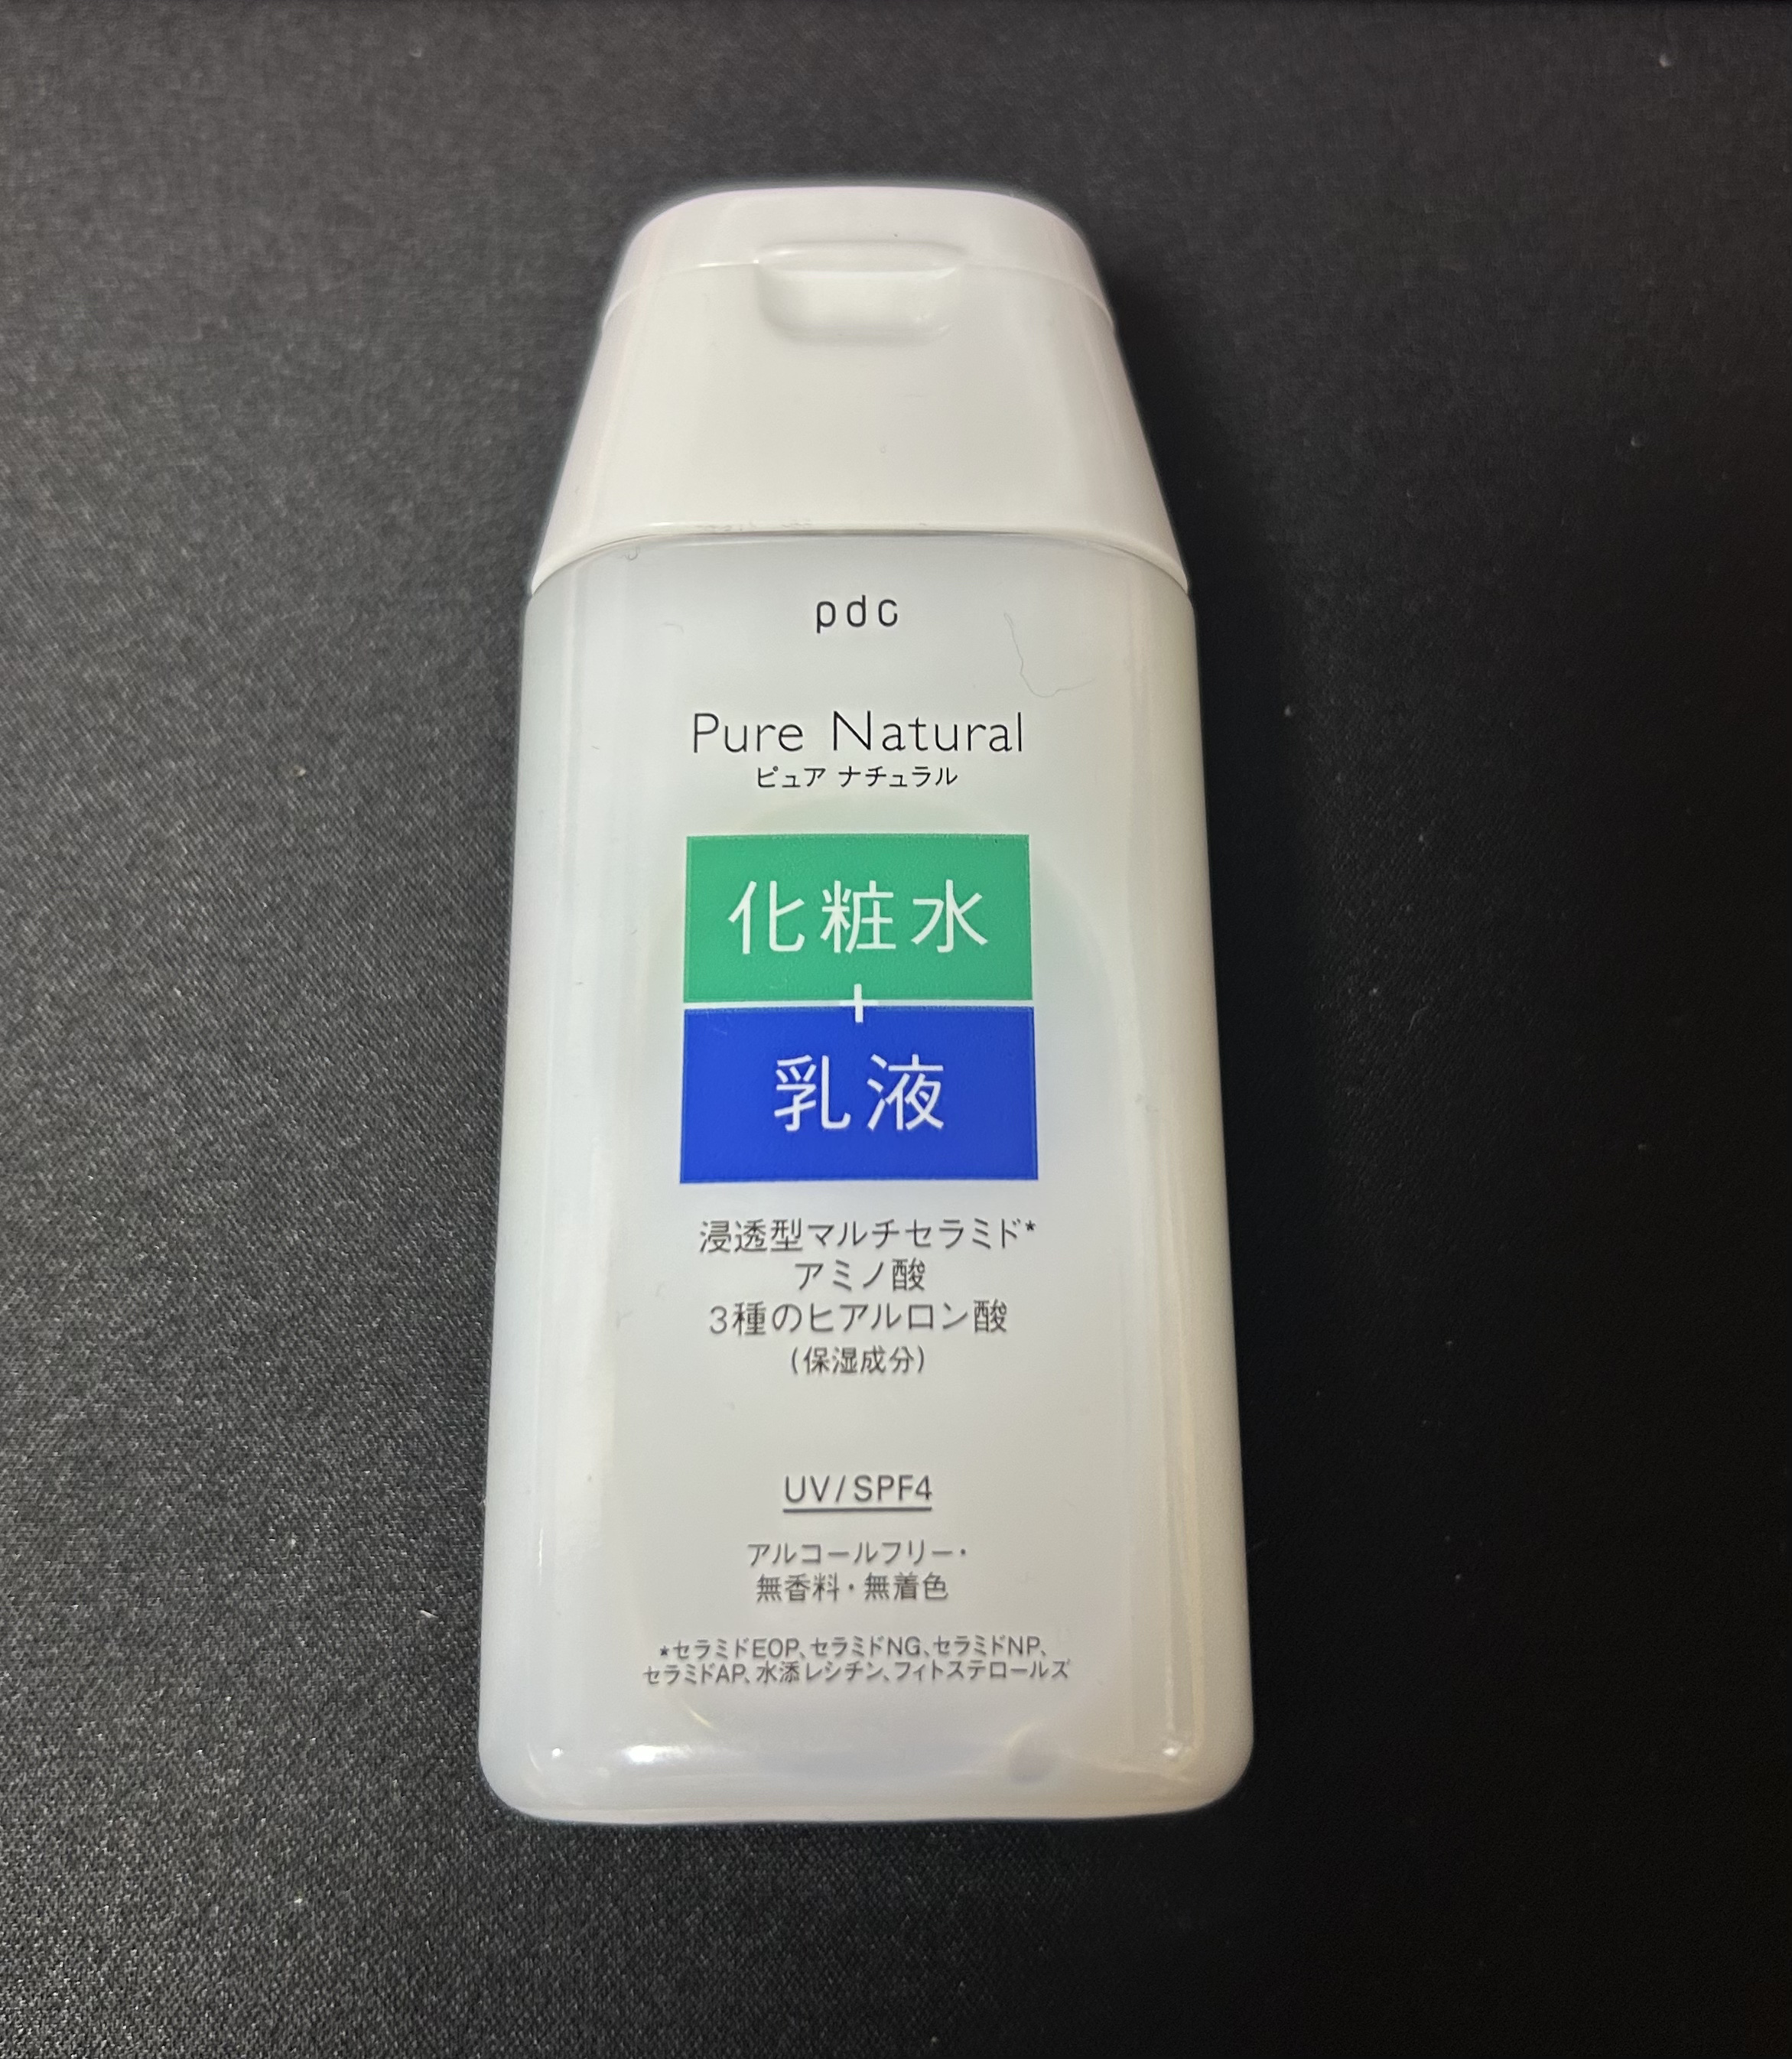 pdc
Pure Natural
ピュア ナチュラル
化粧水
+
乳液
浸透型マルチセラミド*
アミノ酸
3種のヒアルロン酸
(保湿成分)
UV/SPF4
アルコールフリー・
無香料・無着色
*セラミドEOP、セラミドNG、セラミドNP、
セラミドAP、水添レシチン、フィトステロールズ